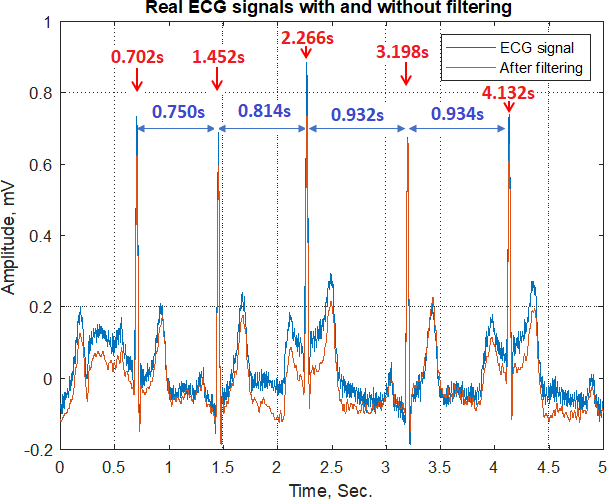 Real ECG signals with and without filtering
ECG signal
After filtering
0.702s
1.452s
2.266s
3.198s
4.132s
0.750s
0.814s
0.932s
0.934s
Amplitude, mV
1
0.8
0.6
0.4
0.2
0
-0.2
0
0.5
1
1.5
2
2.5
3
3.5
4
4.5
5
Time, Sec.